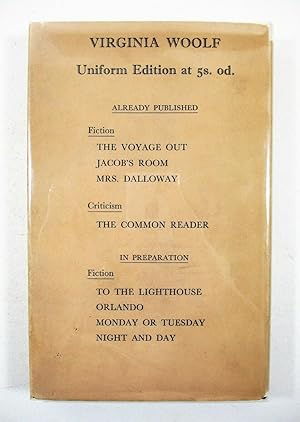 VIRGINIA WOOLF
Uniform Edition at 5s. od.
ALREADY PUBLISHED
Fiction
THE VOYAGE OUT
JACOB'S ROOM
MRS. DALLOWAY
Criticism
THE COMMON READER
IN PREPARATION
Fiction
TO THE LIGHTHOUSE
ORLANDO
MONDAY OR TUESDAY
NIGHT AND DAY